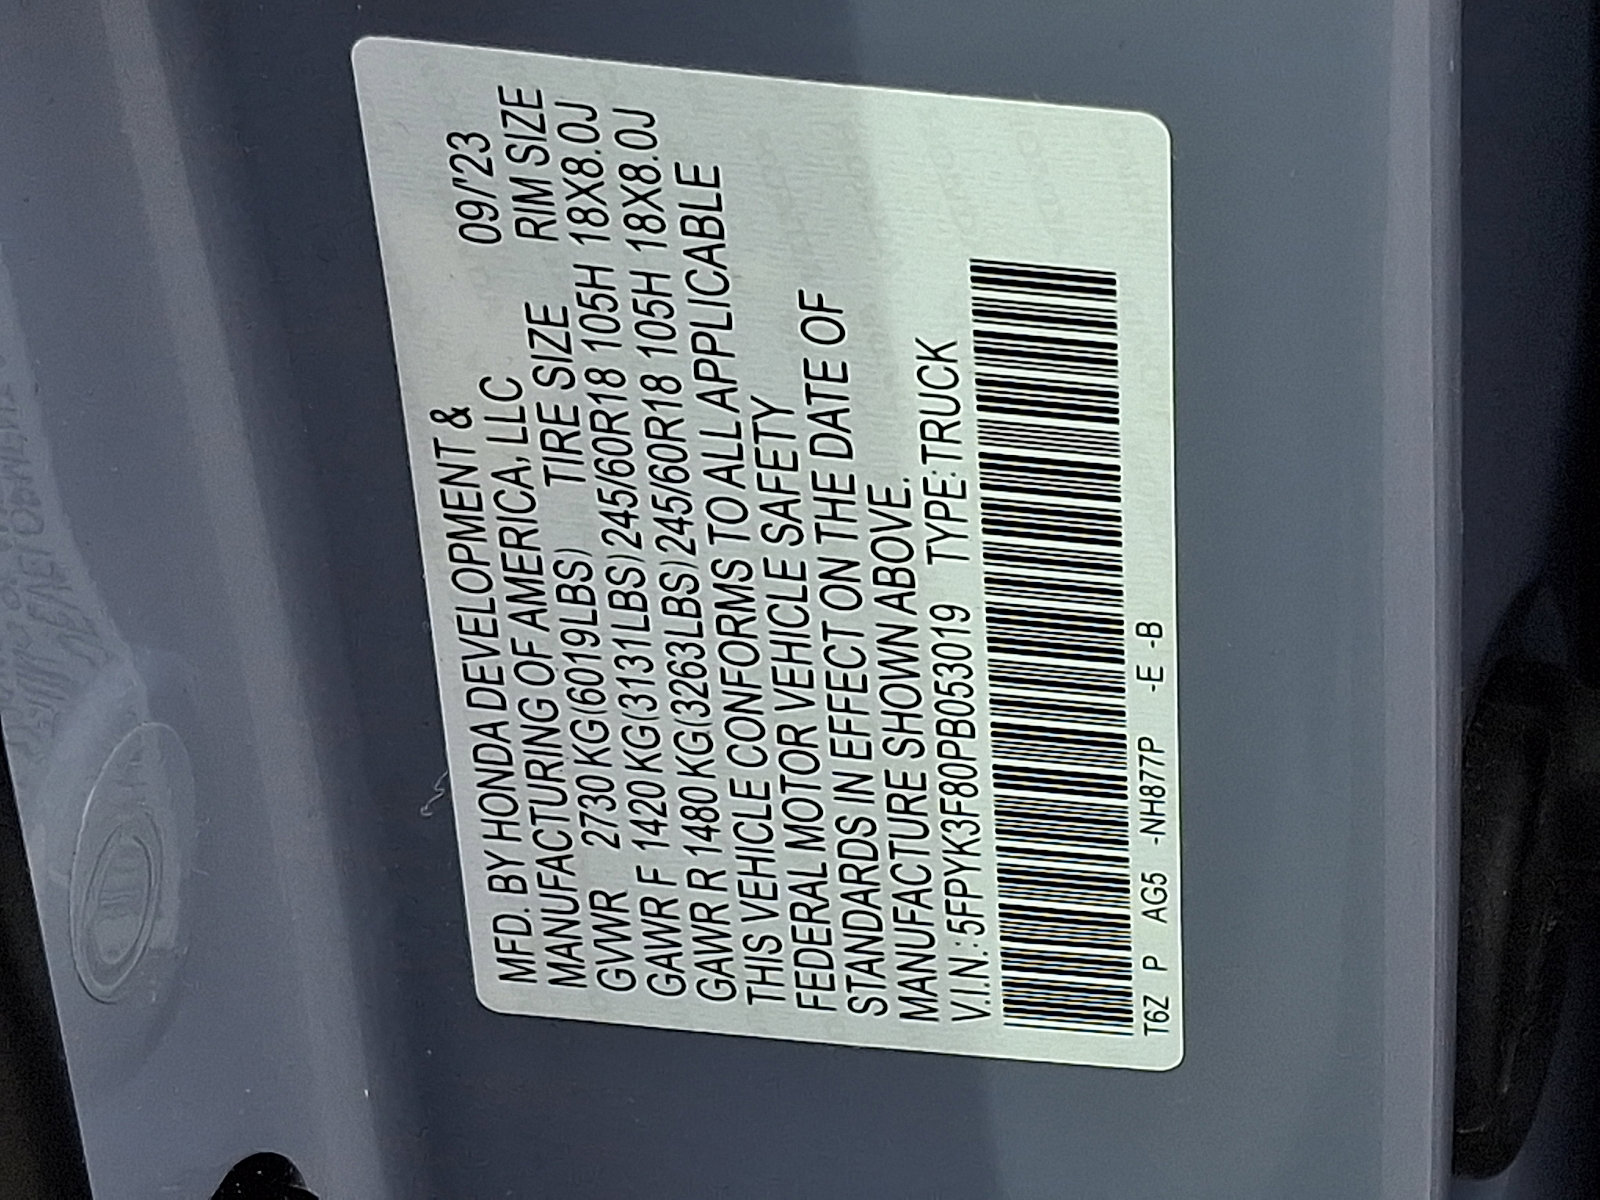 MFD. BY HONDA DEVELOPMENT & 09/'23
MANUFACTURING OF AMERICA, LLC RIM SIZE
TIRE SIZE
GVWR 2730 KG(6019LBS)
GAWR F 1420 KG(3131LBS) 245/60R18 105H 18X8.0J
GAWR R 1480 KG(3263LBS) 245/60R18 105H 18X8.0J
THIS VEHICLE CONFORMS TO ALL APPLICABLE
FEDERAL MOTOR VEHICLE SAFETY
STANDARDS IN EFFECT ON THE DATE OF
MANUFACTURE SHOWN ABOVE.
V.I.N.: 5FPYK3F80PB053019 TYPE: TRUCK
T6Z P AG5 -NH877P -E -B